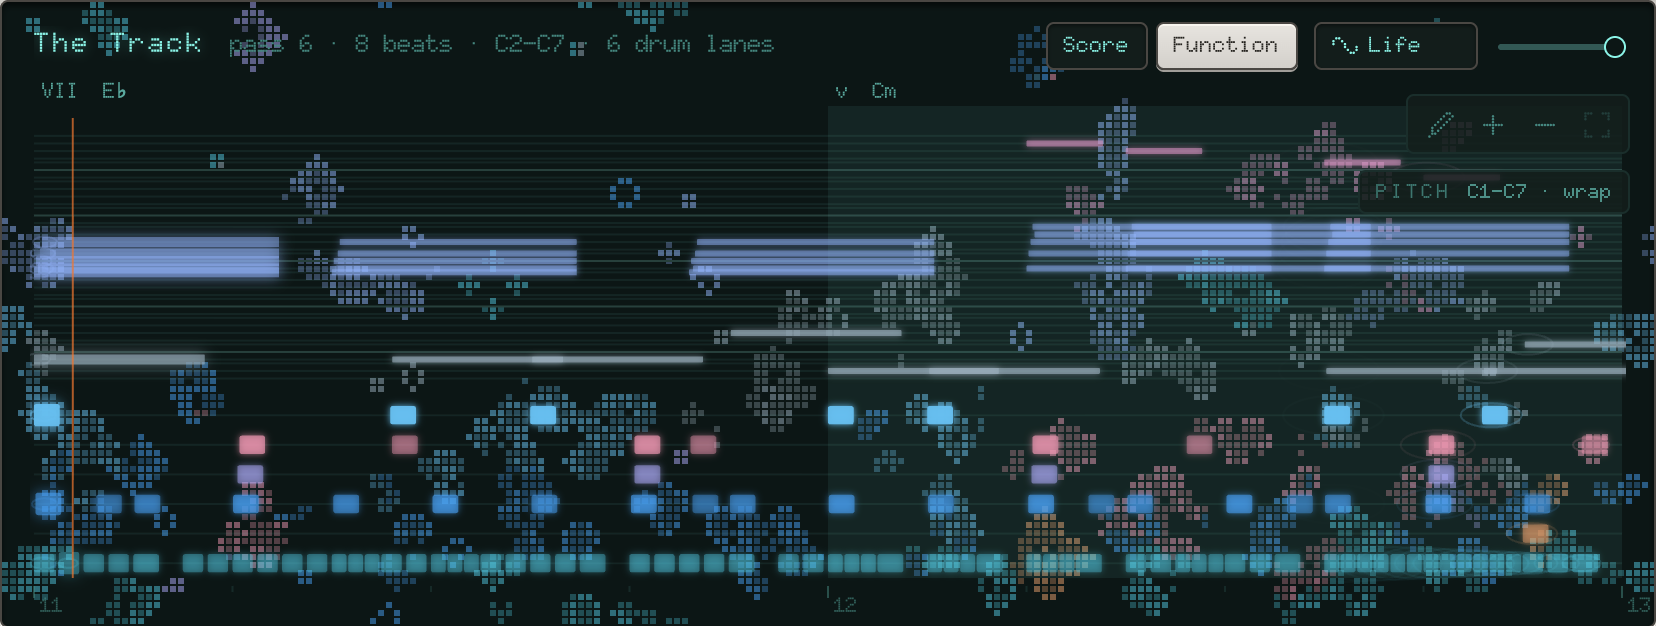 The Track pass 6 · 8 beats · C2–C7 · 6 drum lanes
Score Function Life
VII E♭ v Cm
PITCH C1–C7 · wrap
11 12 13